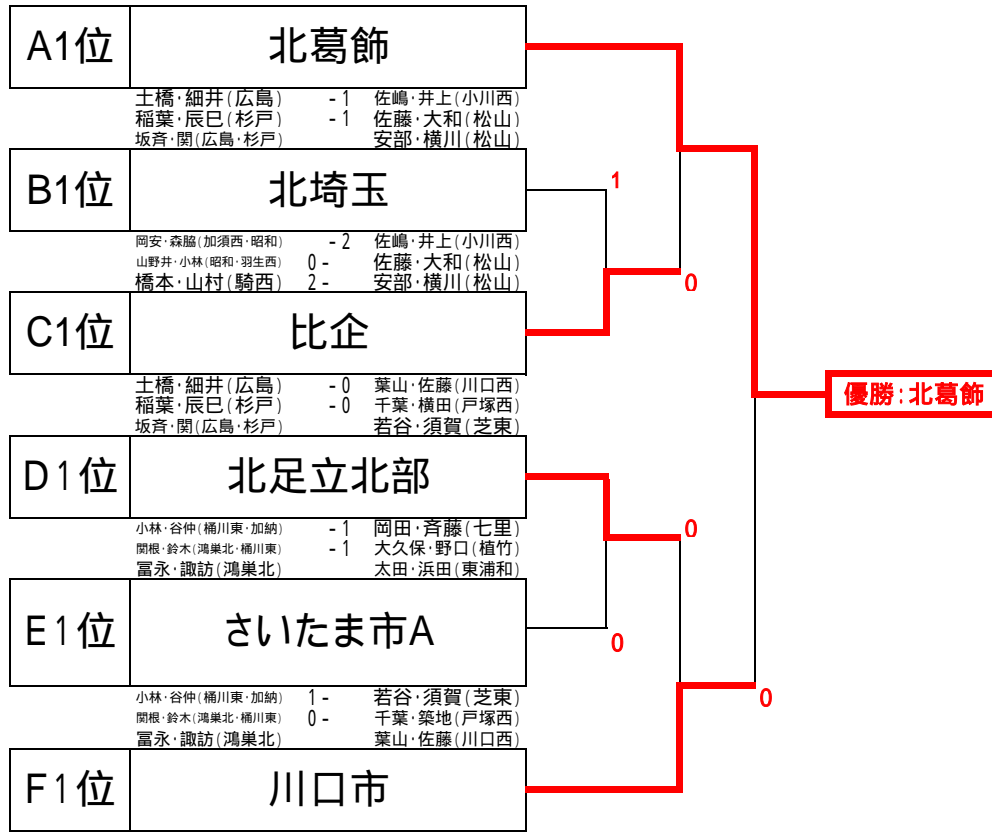 A1位 北葛飾
土橋・細井(広島) -1 佐嶋・井上(小川西)
稲葉・辰巳(杉戸) -1 佐藤・大和(松山)
坂斉・関(広島・杉戸) 安部・横川(松山)
B1位 北埼玉
1
岡安・森脇(加須西・昭和) -2 佐嶋・井上(小川西)
山野井・小林(昭和・羽生西) 0- 佐藤・大和(松山)
橋本・山村(騎西) 2- 安部・横川(松山)
0
C1位 比企
土橋・細井(広島) -0 葉山・佐藤(川口西)
稲葉・辰巳(杉戸) -0 千葉・横田(戸塚西)
坂斉・関(広島・杉戸) 若谷・須賀(芝東)
優勝:北葛飾
D1位 北足立北部
小林・谷仲(桶川東・加納) -1 岡田・斉藤(七里)
関根・鈴木(鴻巣北・桶川東) -1 大久保・野口(植竹)
冨永・諏訪(鴻巣北) 太田・浜田(東浦和)
0
E1位 さいたま市A
0
小林・谷仲(桶川東・加納) 1- 若谷・須賀(芝東)
関根・鈴木(鴻巣北・桶川東) 0- 千葉・築地(戸塚西)
冨永・諏訪(鴻巣北) 葉山・佐藤(川口西)
0
F1位 川口市